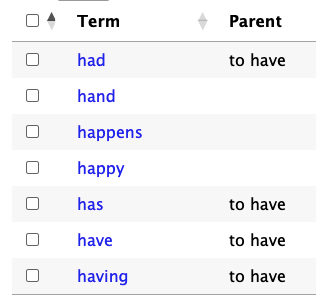 Term Parent
had to have
hand
happens
happy
has to have
have to have
having to have